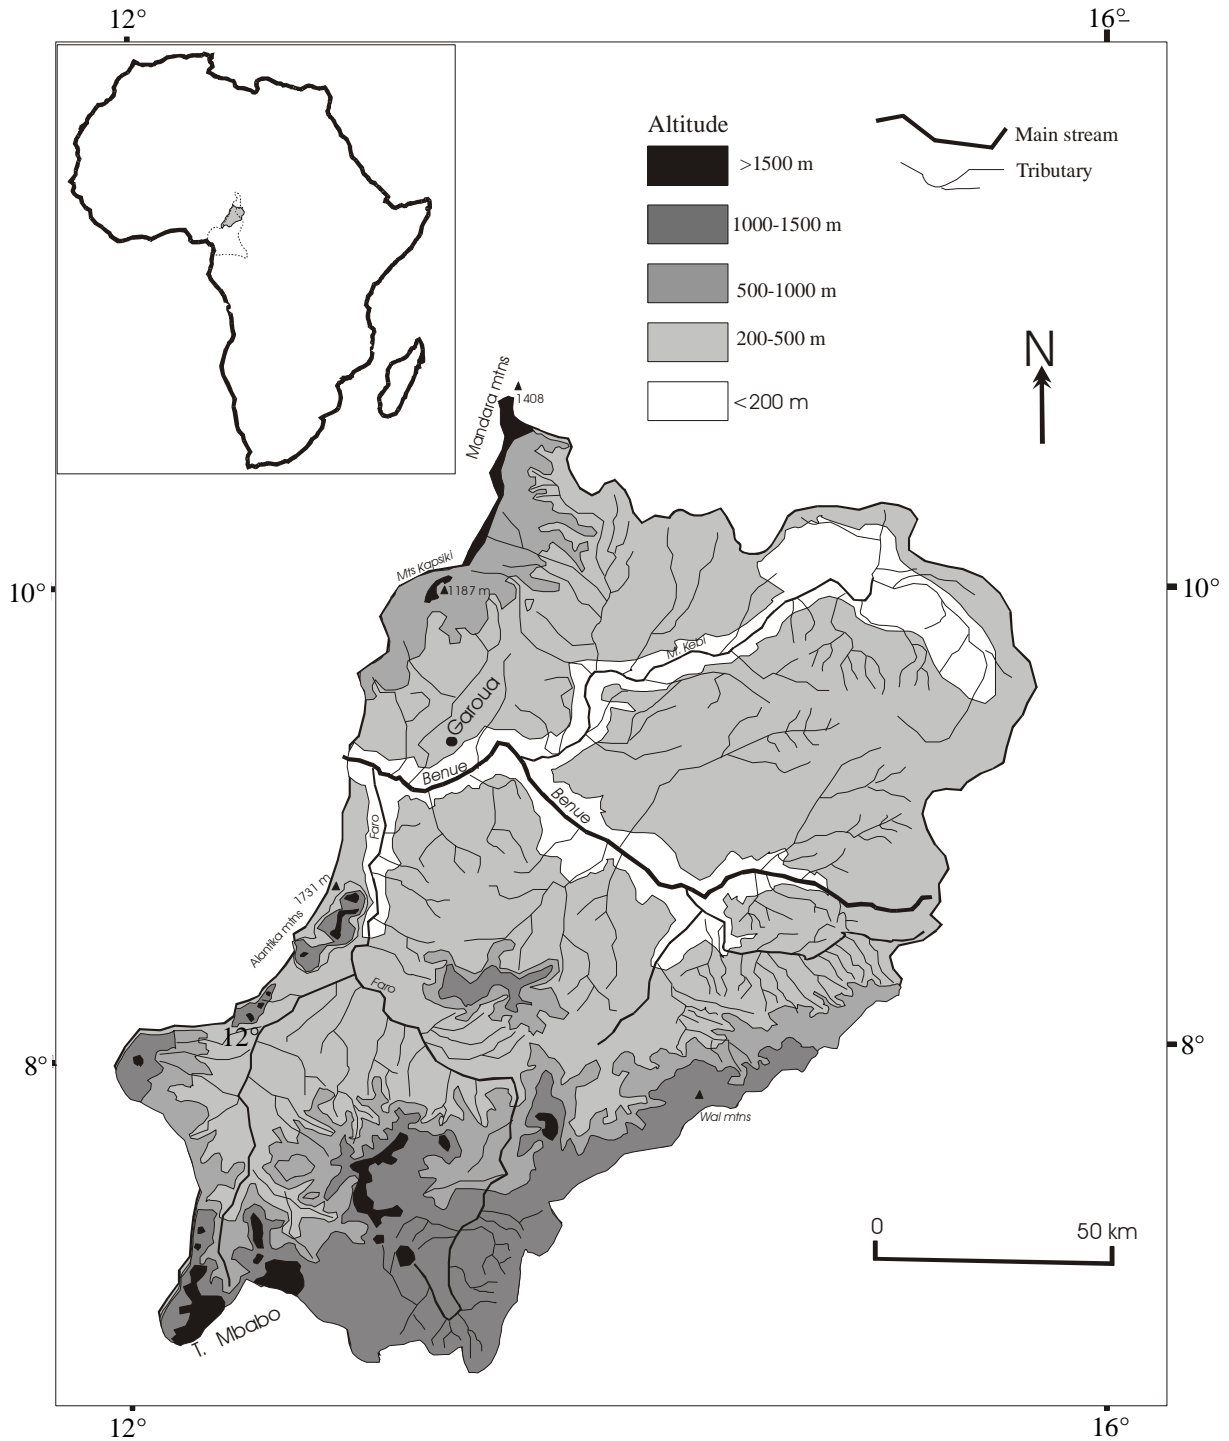 12°
16°
Altitude
>1500 m
1000-1500 m
500-1000 m
200-500 m
<200 m
Main stream
Tributary
N
Mandara mtns
1408
Mts Kapsiki
1187 m
10°
10°
M. Kebi
Garoua
Benue
Benue
Faro
1731 m
Alantika mtns
Faro
12°
8°
8°
Wal mtns
T. Mbabo
0
50 km
12°
16°